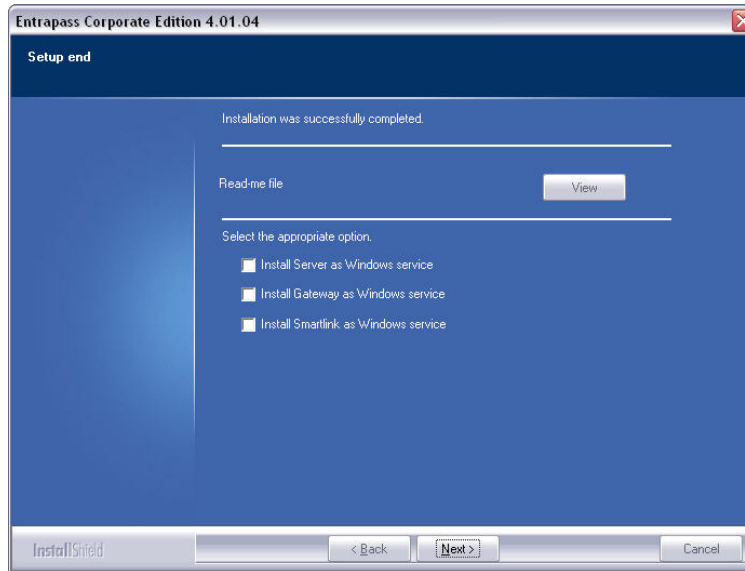 Entrapass Corporate Edition 4.01.04
Setup end
Installation was successfully completed.
Read-me file
View
Select the appropriate option.
Install Server as Windows service
Install Gateway as Windows service
Install Smartlink as Windows service
InstallShield
< Back
Next >
Cancel